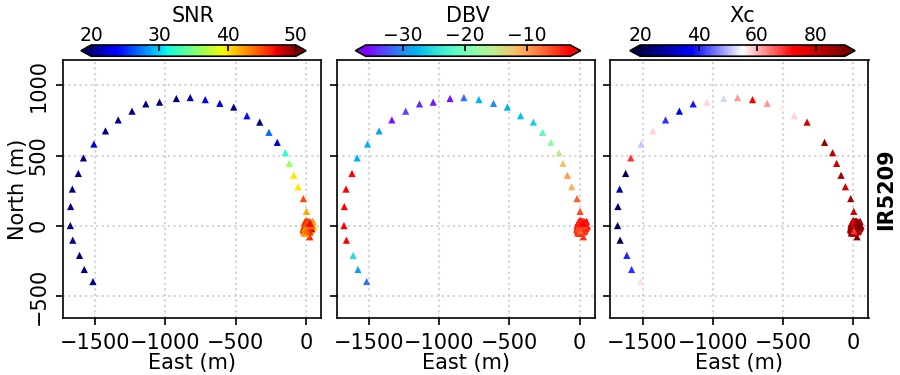 SNR DBV Xc
20 30 40 50 −30 −20 −10 20 40 60 80
1000
500
0
−500
North (m)
IR5209
−1500 −1000 −500 0 −1500 −1000 −500 0 −1500 −1000 −500 0
East (m) East (m) East (m)